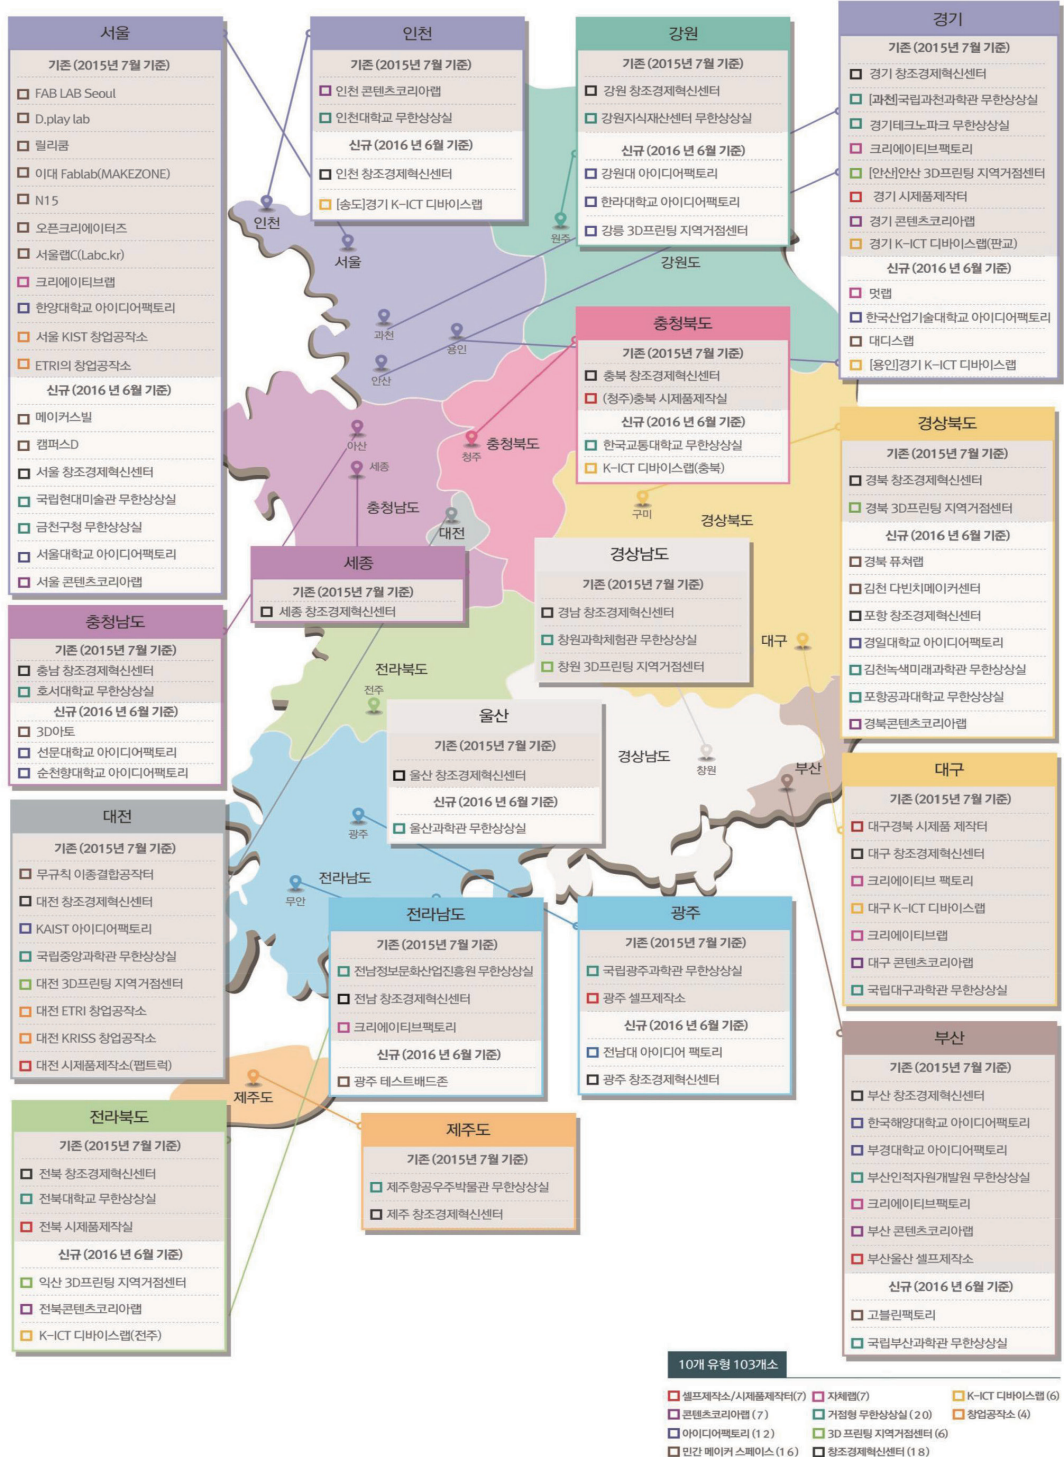 서울
기존 (2015년 7월 기준)
FAB LAB Seoul
D.play lab
릴리쿰
이대 Fablab(MAKEZONE)
N15
오픈크리에이터즈
서울랩C(Labc.kr)
크리에이티브랩
한양대학교 아이디어팩토리
서울 KIST 창업공작소
ETRI의 창업공작소
신규 (2016 년 6월 기준)
메이커스빌
캠퍼스D
서울 창조경제혁신센터
국립현대미술관 무한상상실
금천구청 무한상상실
서울대학교 아이디어팩토리
서울 콘텐츠코리아랩
인천
기존 (2015년 7월 기준)
인천 콘텐츠코리아랩
인천대학교 무한상상실
신규 (2016 년 6월 기준)
인천 창조경제혁신센터
[송도]경기 K-ICT 디바이스랩
강원
기존 (2015년 7월 기준)
강원 창조경제혁신센터
강원지식재산센터 무한상상실
신규 (2016 년 6월 기준)
강원대 아이디어팩토리
한라대학교 아이디어팩토리
강릉 3D프린팅 지역거점센터
경기
기존 (2015년 7월 기준)
경기 창조경제혁신센터
[과천]국립과천과학관 무한상상실
경기테크노파크 무한상상실
크리에이티브팩토리
[안산]안산 3D프린팅 지역거점센터
경기 시제품제작터
경기 콘텐츠코리아랩
경기 K-ICT 디바이스랩(판교)
신규 (2016 년 6월 기준)
멋랩
한국산업기술대학교 아이디어팩토리
대디스랩
[용인]경기 K-ICT 디바이스랩
인천
서울
원주
강원도
과천
용인
안산
충청북도
기존 (2015년 7월 기준)
충북 창조경제혁신센터
(청주)충북 시제품제작실
신규 (2016 년 6월 기준)
한국교통대학교 무한상상실
K-ICT 디바이스랩(충북)
아산
세종
청주
충청북도
충청남도
대전
구미
경상북도
경상북도
기존 (2015년 7월 기준)
경북 창조경제혁신센터
경북 3D프린팅 지역거점센터
신규 (2016 년 6월 기준)
경북 퓨쳐랩
김천 다빈치메이커센터
포항 창조경제혁신센터
경일대학교 아이디어팩토리
김천녹색미래과학관 무한상상실
포항공과대학교 무한상상실
경북콘텐츠코리아랩
세종
기존 (2015년 7월 기준)
세종 창조경제혁신센터
경상남도
기존 (2015년 7월 기준)
경남 창조경제혁신센터
창원과학체험관 무한상상실
창원 3D프린팅 지역거점센터
충청남도
기존 (2015년 7월 기준)
충남 창조경제혁신센터
호서대학교 무한상상실
신규 (2016 년 6월 기준)
3D아토
선문대학교 아이디어팩토리
순천향대학교 아이디어팩토리
대구
전라북도
전주
울산
기존 (2015년 7월 기준)
울산 창조경제혁신센터
신규 (2016 년 6월 기준)
울산과학관 무한상상실
경상남도
창원
부산
대구
기존 (2015년 7월 기준)
대구경북 시제품 제작터
대구 창조경제혁신센터
크리에이티브 팩토리
대구 K-ICT 디바이스랩
크리에이티브랩
대구 콘텐츠코리아랩
국립대구과학관 무한상상실
대전
기존 (2015년 7월 기준)
무규칙 이종결합공작터
대전 창조경제혁신센터
KAIST 아이디어팩토리
국립중앙과학관 무한상상실
대전 3D프린팅 지역거점센터
대전 ETRI 창업공작소
대전 KRISS 창업공작소
대전 시제품제작소(팹트럭)
광주
전라남도
무안
전라남도
기존 (2015년 7월 기준)
전남정보문화산업진흥원 무한상상실
전남 창조경제혁신센터
크리에이티브팩토리
신규 (2016 년 6월 기준)
광주 테스트배드존
광주
기존 (2015년 7월 기준)
국립광주과학관 무한상상실
광주 셀프제작소
신규 (2016 년 6월 기준)
전남대 아이디어 팩토리
광주 창조경제혁신센터
부산
기존 (2015년 7월 기준)
부산 창조경제혁신센터
한국해양대학교 아이디어팩토리
부경대학교 아이디어팩토리
부산인적자원개발원 무한상상실
크리에이티브팩토리
부산 콘텐츠코리아랩
부산울산 셀프제작소
신규 (2016 년 6월 기준)
고블린팩토리
국립부산과학관 무한상상실
제주도
전라북도
기존 (2015년 7월 기준)
전북 창조경제혁신센터
전북대학교 무한상상실
전북 시제품제작실
신규 (2016 년 6월 기준)
익산 3D프린팅 지역거점센터
전북콘텐츠코리아랩
K-ICT 디바이스랩(전주)
제주도
기존 (2015년 7월 기준)
제주항공우주박물관 무한상상실
제주 창조경제혁신센터
10개 유형 103개소
셀프제작소/시제품제작터(7) 자체랩(7) K-ICT 디바이스랩 (6)
콘텐츠코리아랩 (7) 거점형 무한상상실 (20) 창업공작소 (4)
아이디어팩토리 (12) 3D 프린팅 지역거점센터 (6)
민간 메이커 스페이스 (16) 창조경제혁신센터 (18)